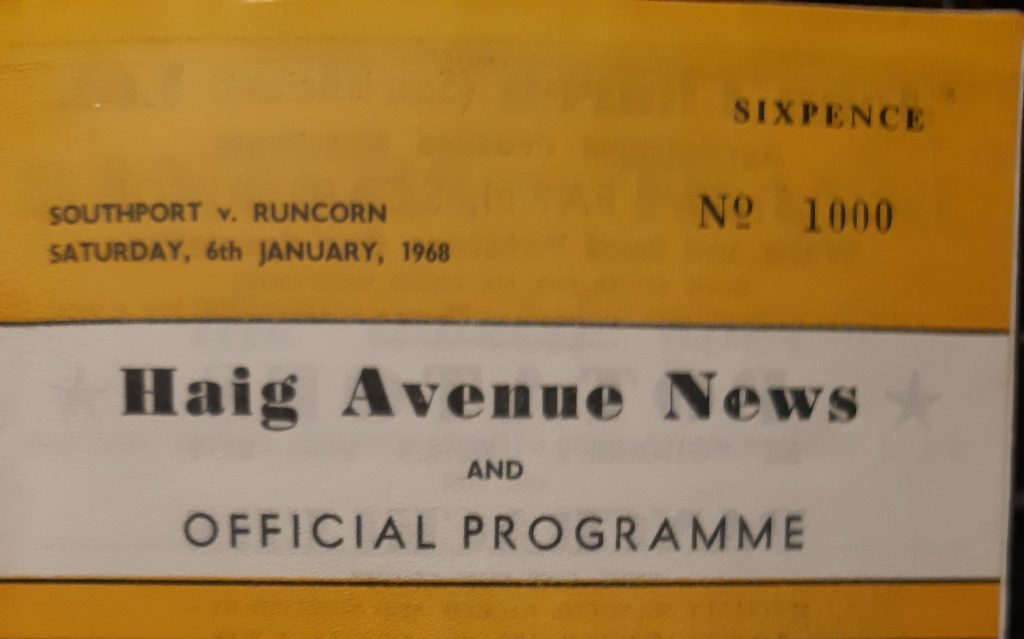 SIXPENCE
SOUTHPORT v. RUNCORN
Nº 1000
SATURDAY, 6th JANUARY, 1968
Haig Avenue News
AND
OFFICIAL PROGRAMME